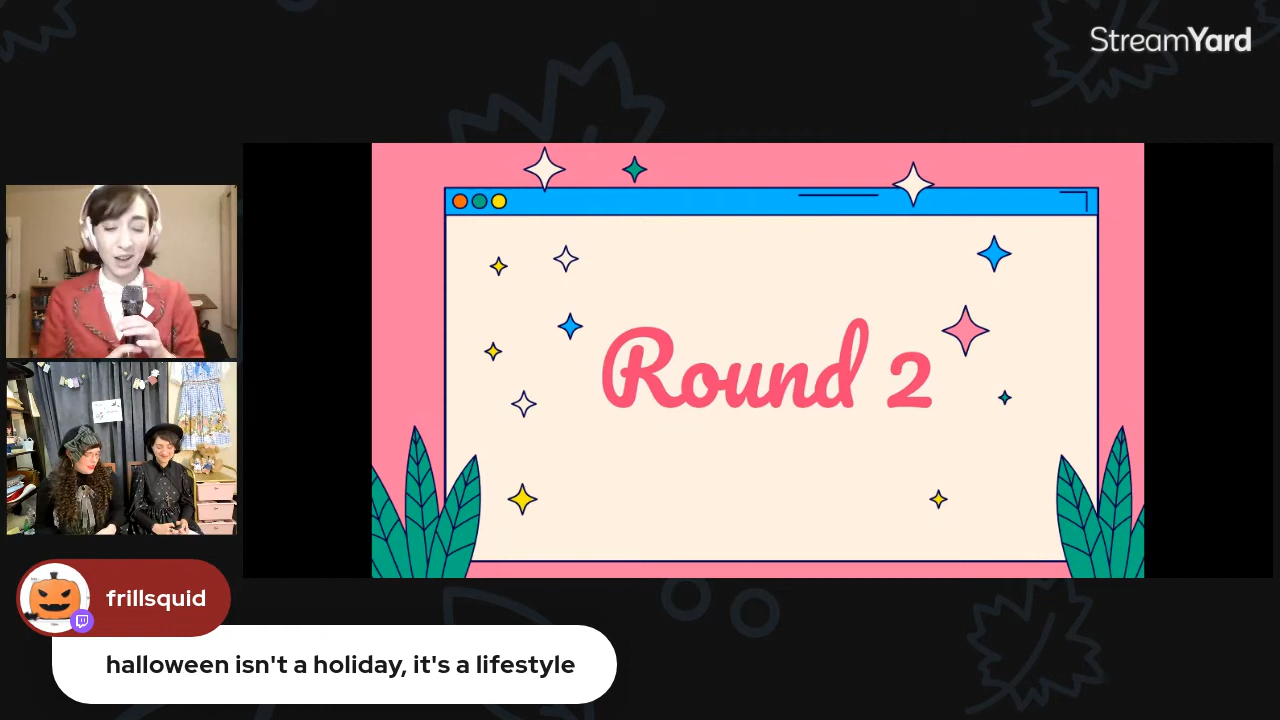 StreamYard
Round 2
frillsquid
halloween isn't a holiday, it's a lifestyle